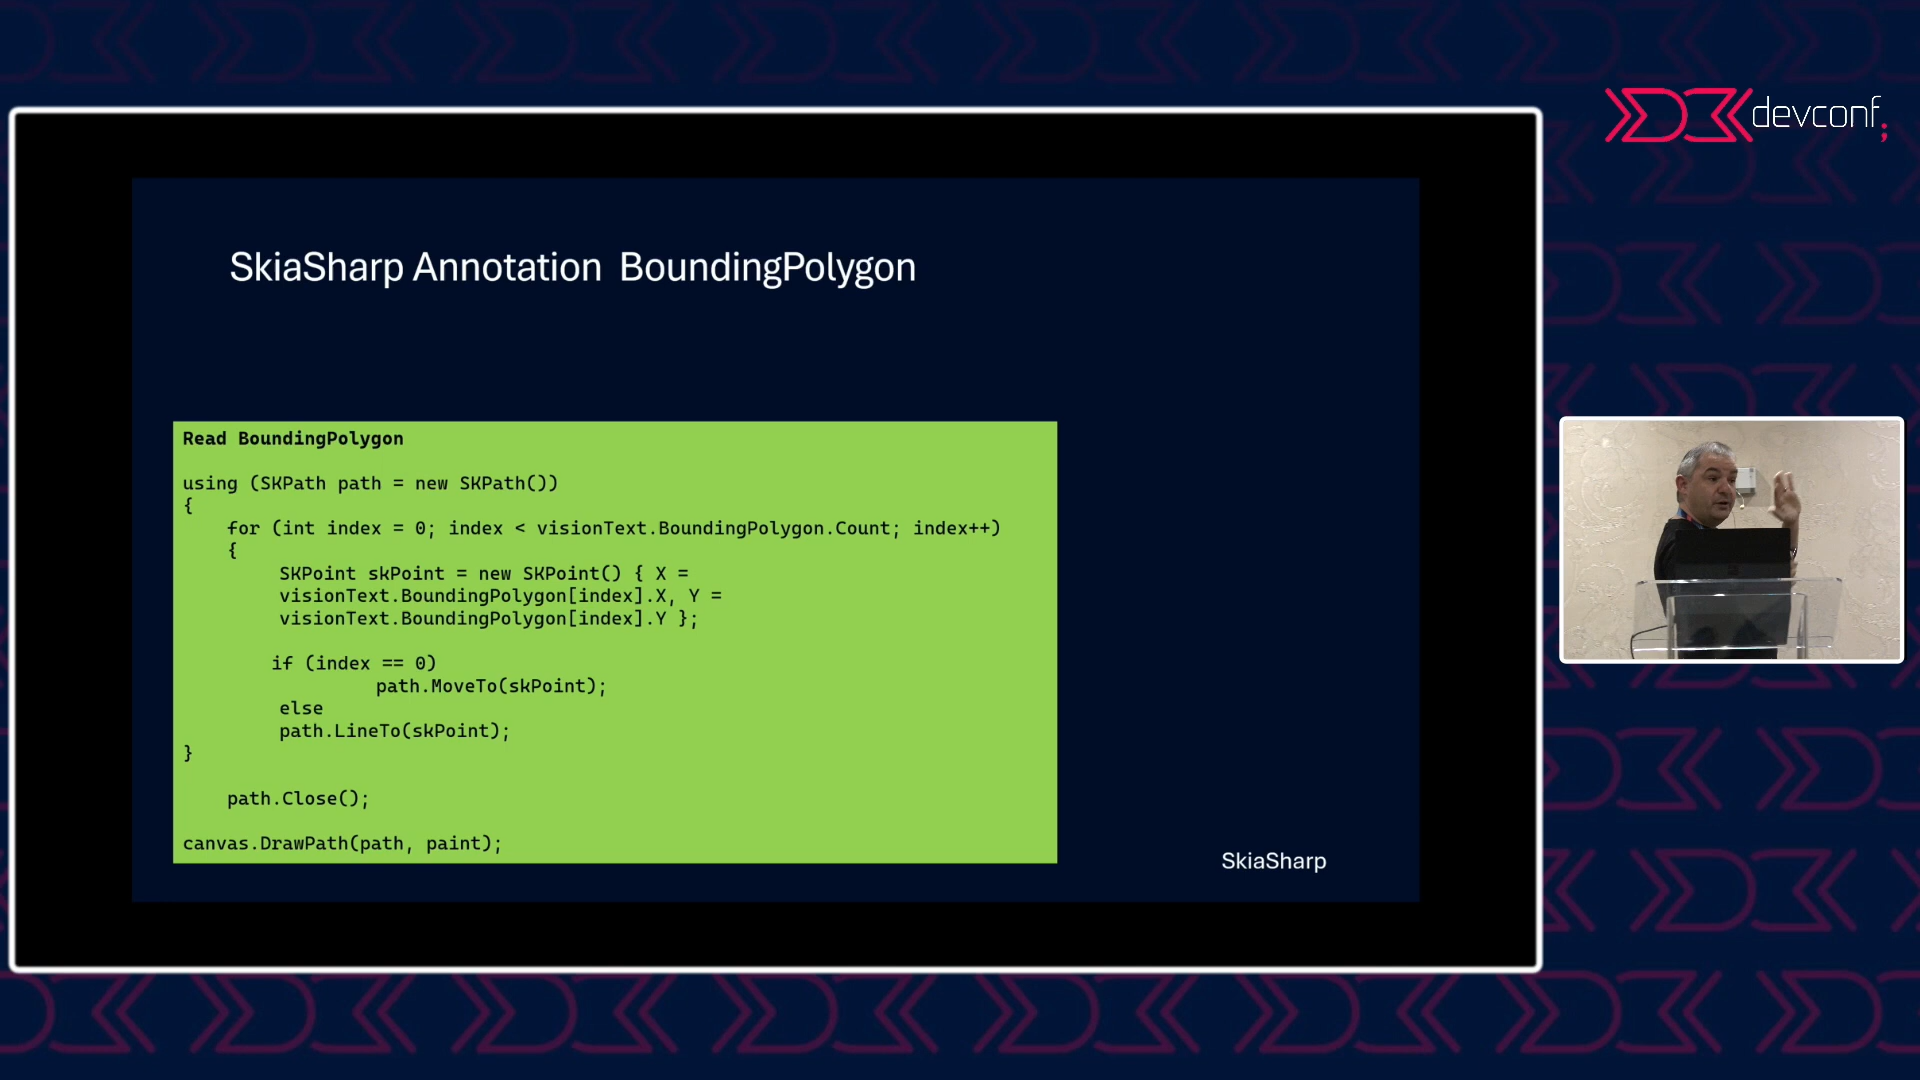 devconf;
SkiaSharp Annotation BoundingPolygon
Read BoundingPolygon
using (SKPath path = new SKPath())
{
for (int index = 0; index < visionText.BoundingPolygon.Count; index++)
{
SKPoint skPoint = new SKPoint() { X =
visionText.BoundingPolygon[index].X, Y =
visionText.BoundingPolygon[index].Y };
if (index == 0)
path.MoveTo(skPoint);
else
path.LineTo(skPoint);
}
path.Close();
canvas.DrawPath(path, paint);
SkiaSharp